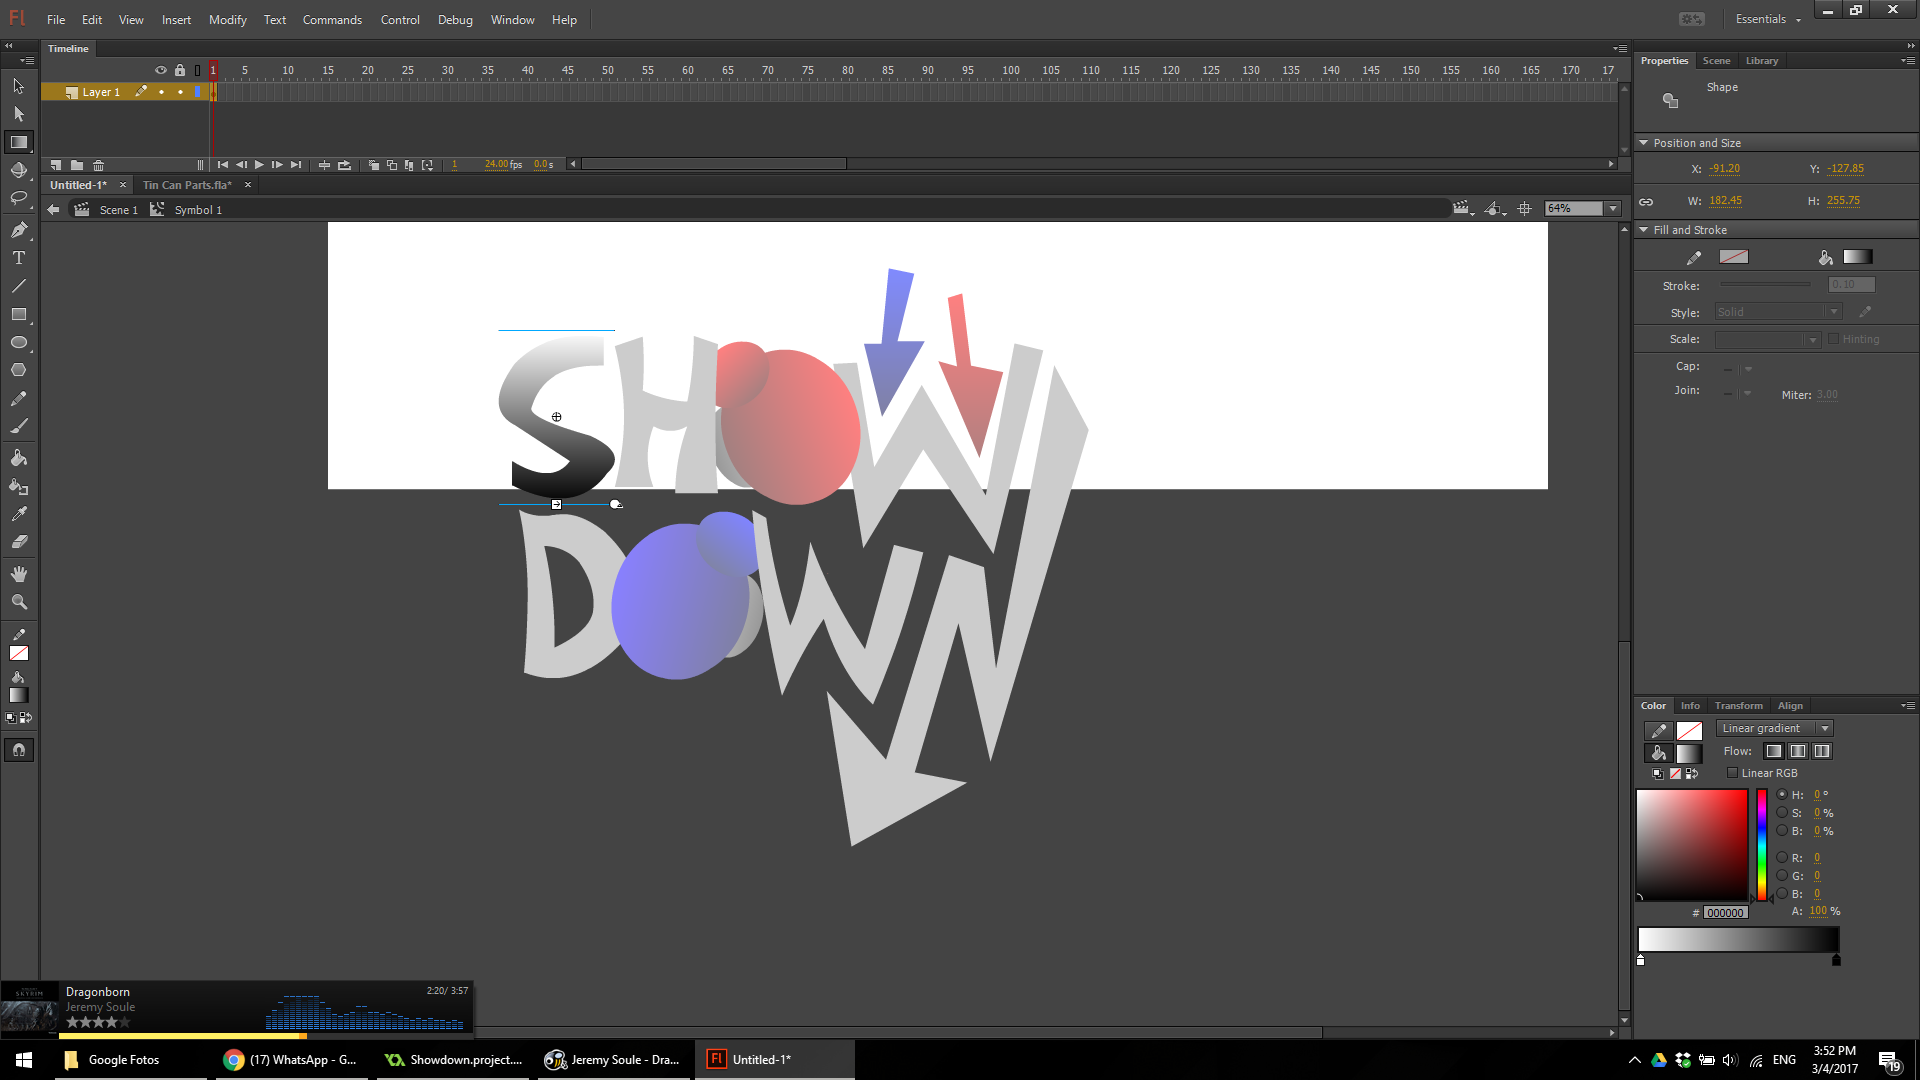 Fl File Edit View Insert Modify Text Commands Control Debug Window Help Essentials
Timeline
1 5 10 15 20 25 30 35 40 45 50 55 60 65 70 75 80 85 90 95 100 105 110 115 120 125 130 135 140 145 150 155 160 165 170 17
Layer 1
1 24.00 fps 0.0 s
Untitled-1* Tin Can Parts.fla*
Scene 1 Symbol 1 64%
Properties Scene Library
Shape
Position and Size
X: -91.20 Y: -127.85
W: 182.45 H: 255.75
Fill and Stroke
Stroke: 0.10
Style: Solid
Scale: Hinting
Cap:
Join: Miter: 3.00
SHOW
DOWN
Color Info Transform Align
Linear gradient
Flow:
Linear RGB
H: 0 °
S: 0 %
B: 0 %
R: 0
G: 0
B: 0
# 000000 A: 100 %
SKYRIM
Dragonborn 2:20/ 3:57
Jeremy Soule
Google Fotos (17) WhatsApp - G... Showdown.project.... Jeremy Soule - Dra... Fl Untitled-1*
ENG 3:52 PM
3/4/2017
19